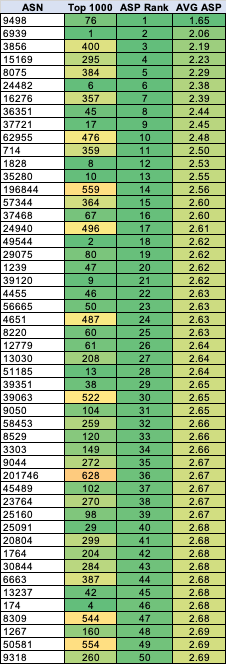 ASN Top 1000 ASP Rank AVG ASP
9498 76 1 1.65
6939 1 2 2.06
3856 400 3 2.19
15169 295 4 2.23
8075 384 5 2.29
24482 6 6 2.38
16276 357 7 2.39
36351 45 8 2.44
37721 17 9 2.45
62955 476 10 2.48
714 359 11 2.50
1828 8 12 2.53
35280 10 13 2.55
196844 559 14 2.56
57344 364 15 2.60
37468 67 16 2.60
24940 496 17 2.61
49544 2 18 2.62
29075 80 19 2.62
1239 47 20 2.62
39120 9 21 2.62
4455 46 22 2.63
56665 50 23 2.63
4651 487 24 2.63
8220 60 25 2.63
12779 61 26 2.64
13030 208 27 2.64
51185 13 28 2.64
39351 38 29 2.65
39063 522 30 2.65
9050 104 31 2.65
58453 259 32 2.66
8529 120 33 2.66
3303 149 34 2.66
9044 272 35 2.67
201746 628 36 2.67
45489 102 37 2.67
23764 270 38 2.67
25160 98 39 2.67
25091 29 40 2.68
20804 299 41 2.68
1764 204 42 2.68
30844 284 43 2.68
6663 387 44 2.68
13237 42 45 2.68
174 4 46 2.68
8309 544 47 2.68
1267 160 48 2.69
50581 554 49 2.69
9318 260 50 2.69